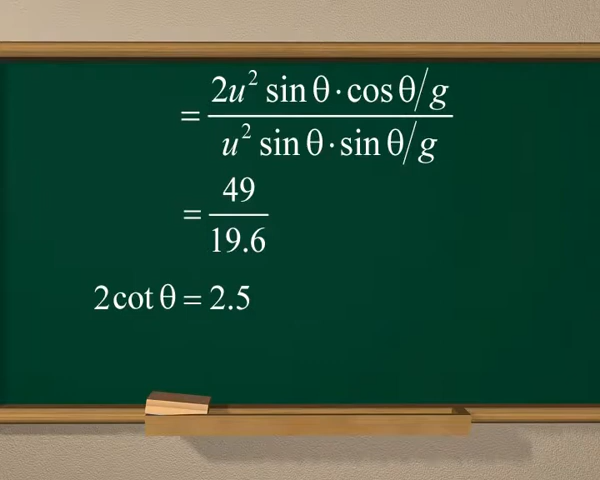 = 2u² sin θ · cos θ/g
u² sin θ · sin θ/g
= 49
19.6
2cot θ = 2.5